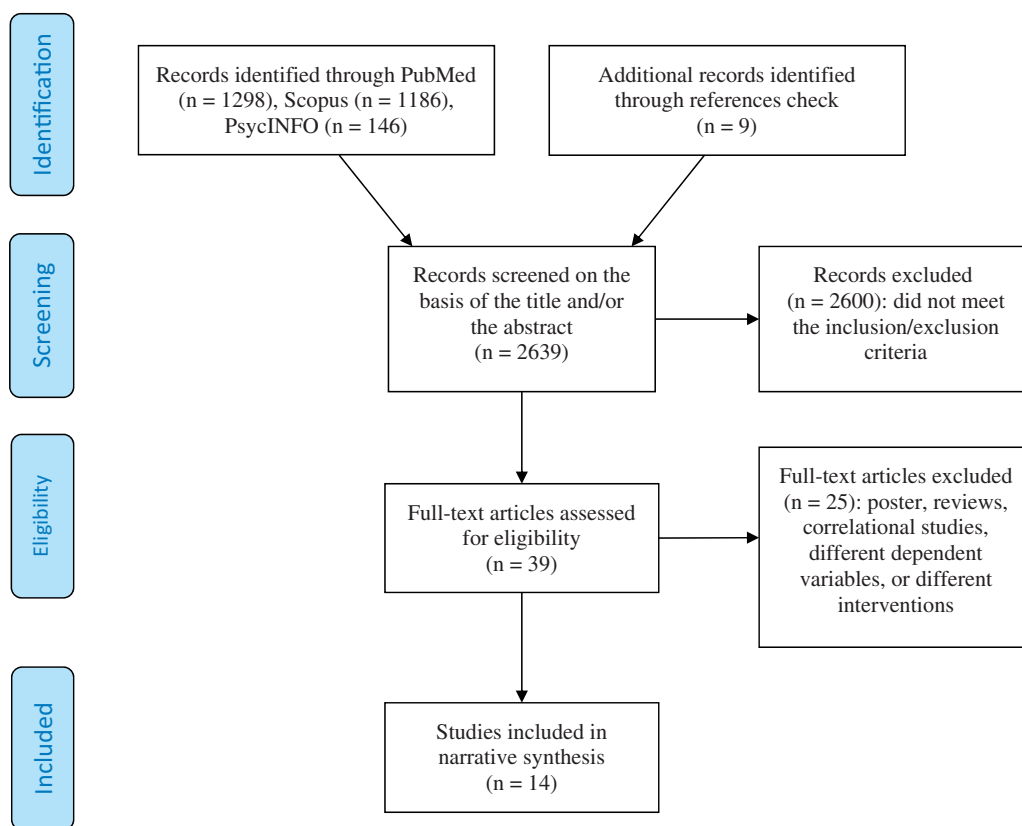 Identification
Records identified through PubMed
(n = 1298), Scopus (n = 1186),
PsycINFO (n = 146)
Additional records identified
through references check
(n = 9)
Screening
Records screened on the
basis of the title and/or
the abstract
(n = 2639)
Records excluded
(n = 2600): did not meet
the inclusion/exclusion
criteria
Eligibility
Full-text articles assessed
for eligibility
(n = 39)
Full-text articles excluded
(n = 25): poster, reviews,
correlational studies,
different dependent
variables, or different
interventions
Included
Studies included in
narrative synthesis
(n = 14)